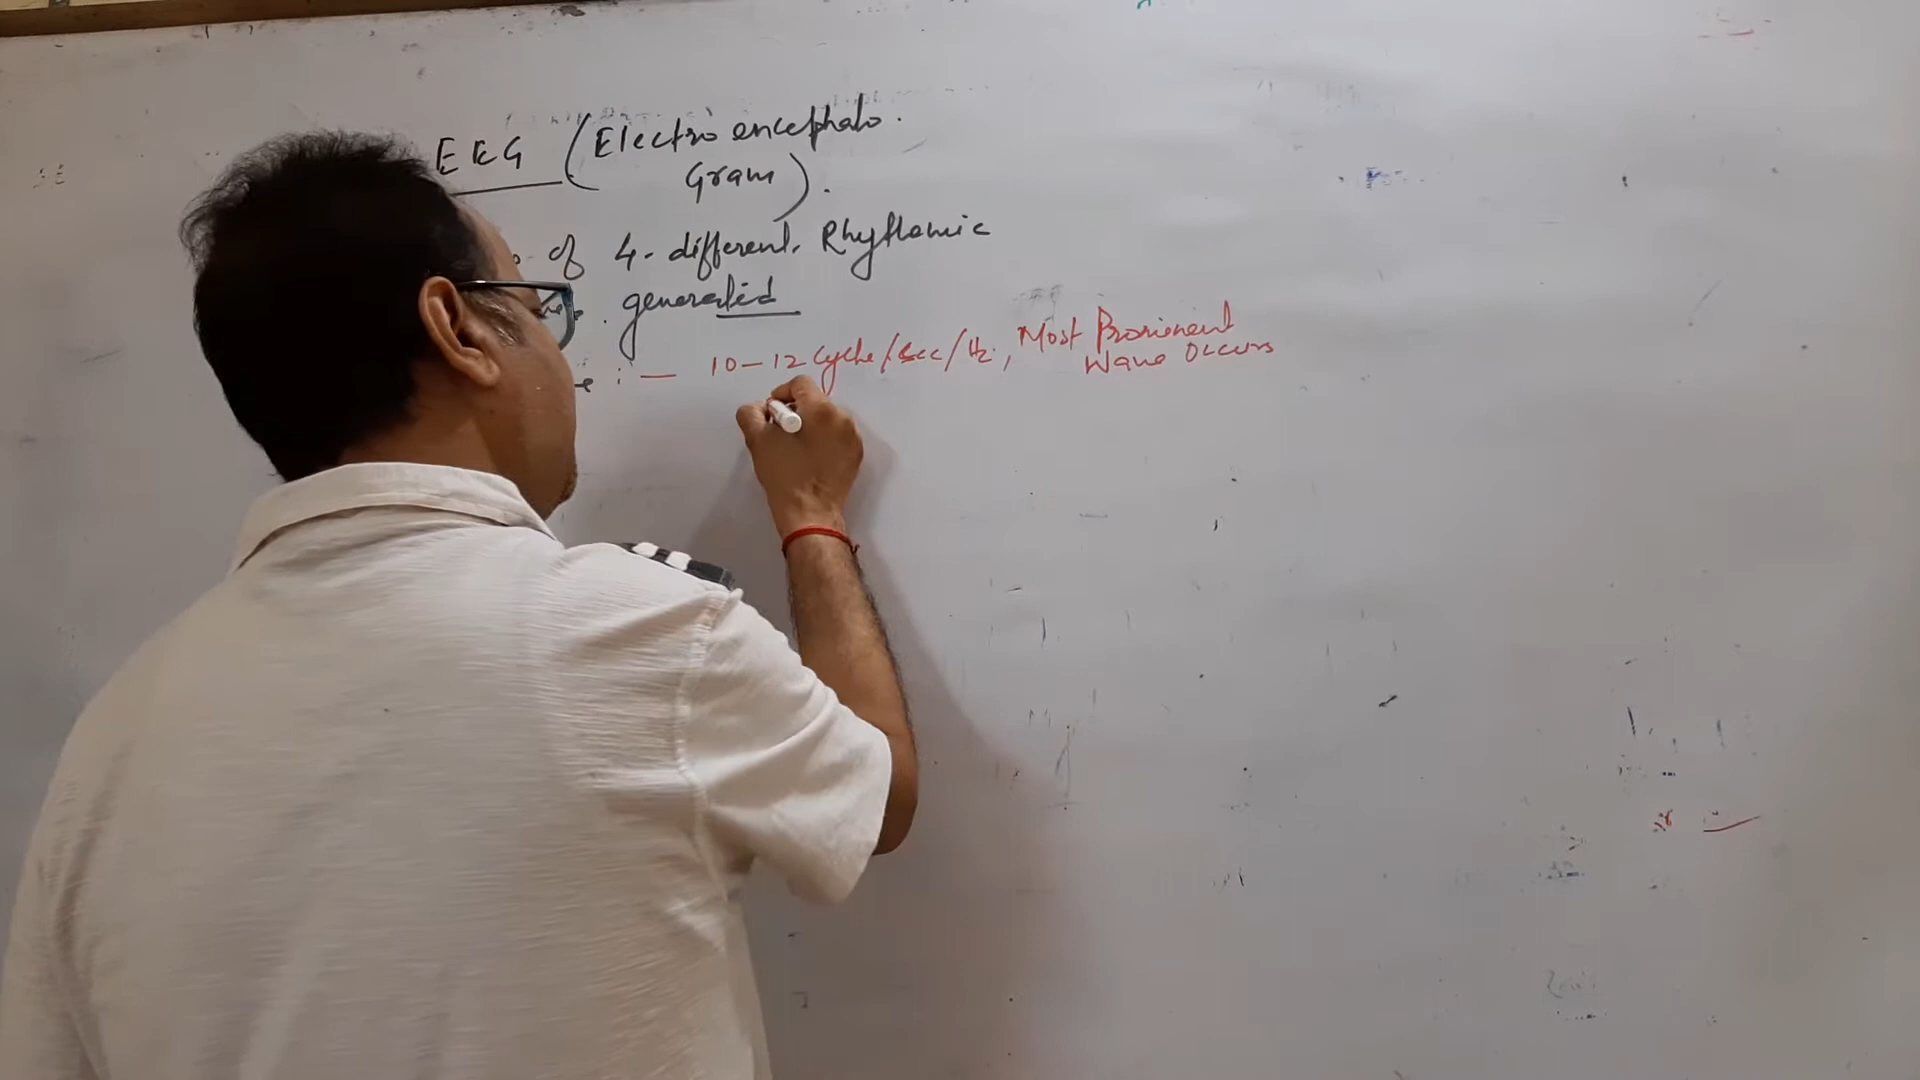 EEG (Electro encephalo.
Gram).
of 4- different. Rhythmic
generated
: — 10-12 Cycle/Sec/Hz, Most Prominent
Wave Occurs